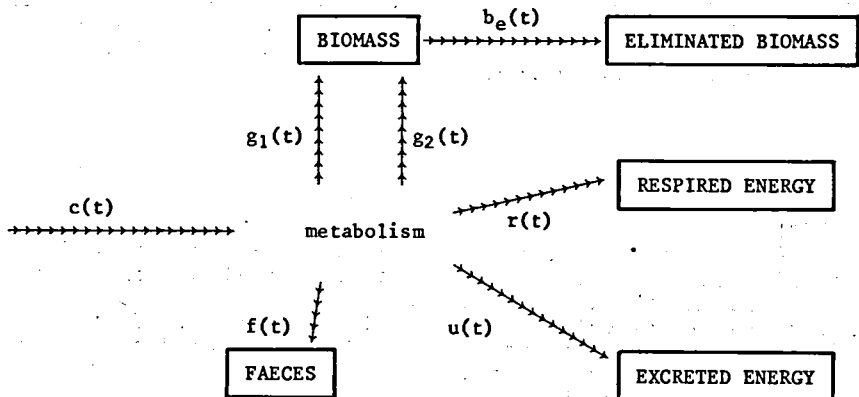 b_e(t)
BIOMASS
ELIMINATED BIOMASS
g_1(t)
g_2(t)
RESPIRED ENERGY
c(t)
metabolism
r(t)
f(t)
u(t)
FAECES
EXCRETED ENERGY